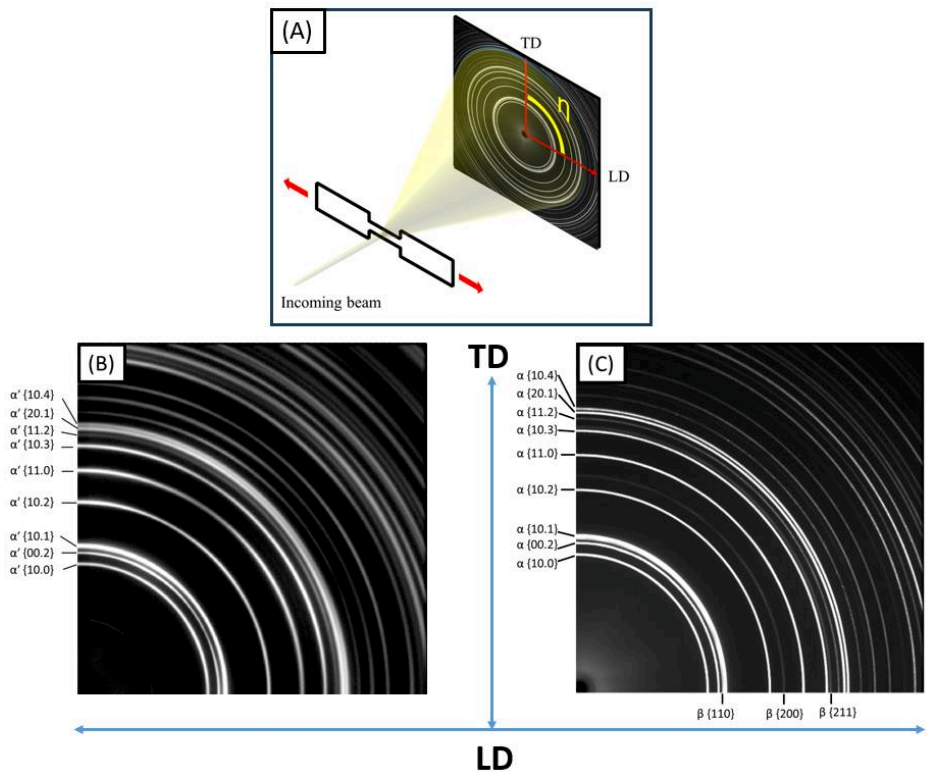 (A)
TD
η
LD
Incoming beam
(B)
α′ {10.4}
α′ {20.1}
α′ {11.2}
α′ {10.3}
α′ {11.0}
α′ {10.2}
α′ {10.1}
α′ {00.2}
α′ {10.0}
TD
(C)
α {10.4}
α {20.1}
α {11.2}
α {10.3}
α {11.0}
α {10.2}
α {10.1}
α {00.2}
α {10.0}
β {110}
β {200}
β {211}
LD